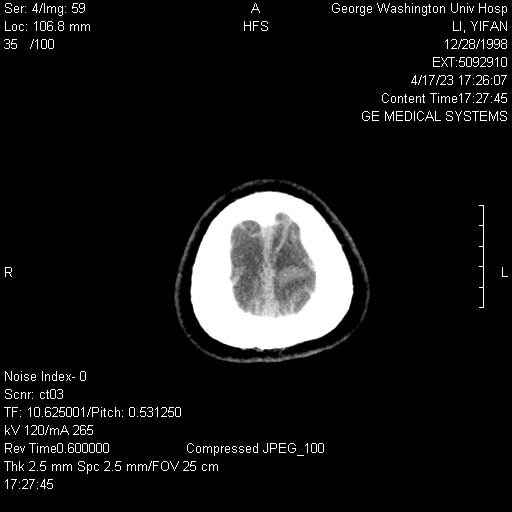 Ser: 4/Img: 59
Loc: 106.8 mm
35 /100
A
HFS
George Washington Univ Hosp
LI, YIFAN
12/28/1998
EXT:5092910
4/17/23 17:26:07
Content Time17:27:45
GE MEDICAL SYSTEMS
R
L
Noise Index- 0
Scnr: ct03
TF: 10.625001/Pitch: 0.531250
kV 120/mA 265
Rev Time0.600000 Compressed JPEG_100
Thk 2.5 mm Spc 2.5 mm/FOV 25 cm
17:27:45